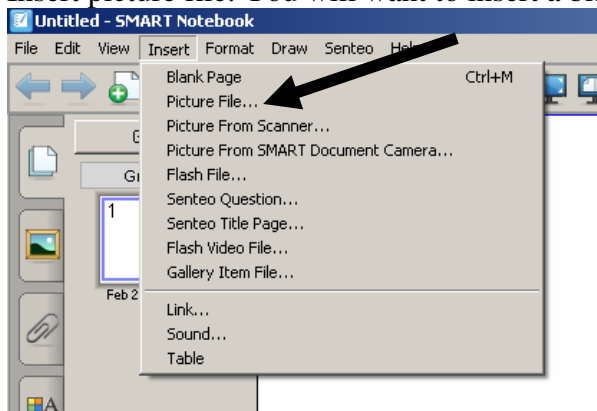 Untitled - SMART Notebook
File Edit View Insert Format Draw Senteo
Blank Page Ctrl+M
Picture File...
Picture From Scanner...
Picture From SMART Document Camera...
Flash File...
Senteo Question...
Senteo Title Page...
Flash Video File...
Gallery Item File...
Link...
Sound...
Table
1
Feb 2
A